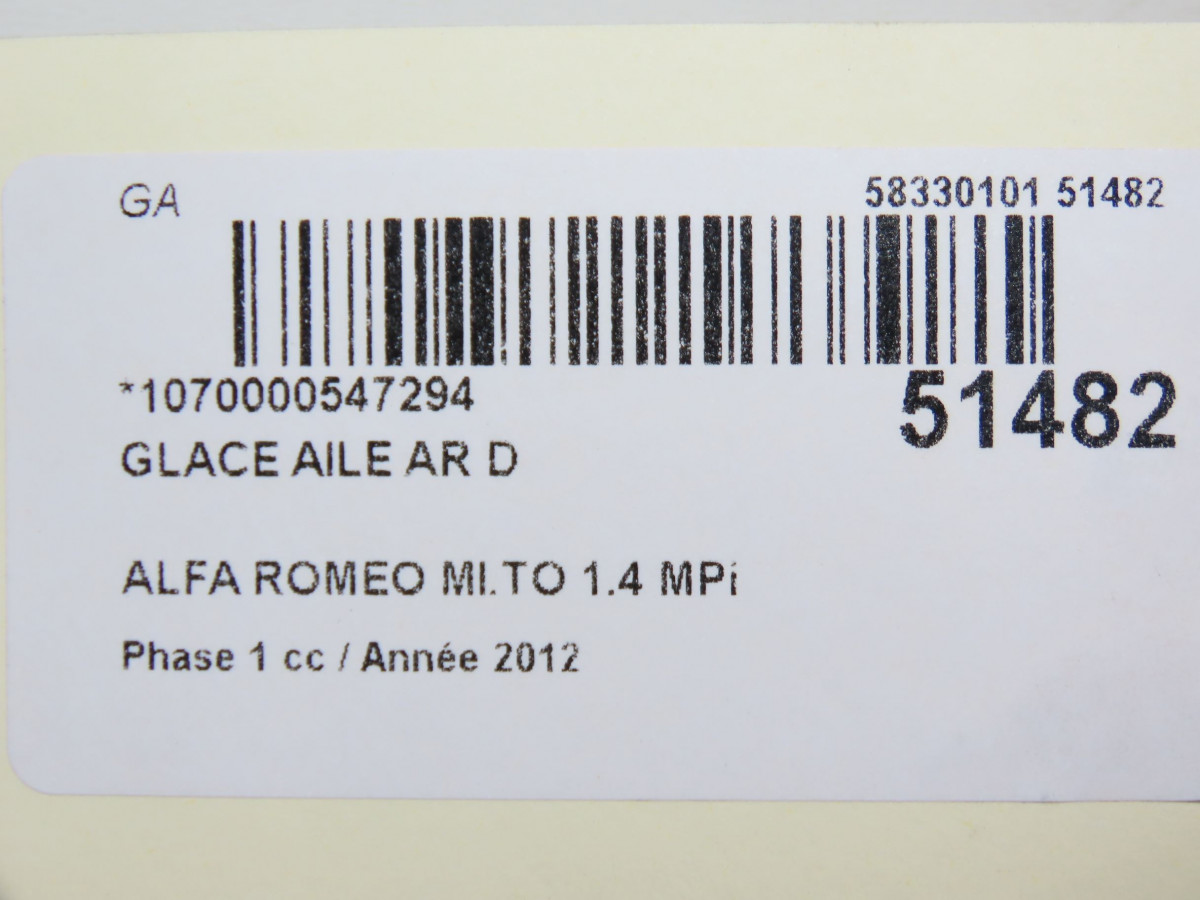 GA
58330101 51482
*1070000547294
51482
GLACE AILE AR D
ALFA ROMEO MI.TO 1.4 MPi
Phase 1 cc / Année 2012